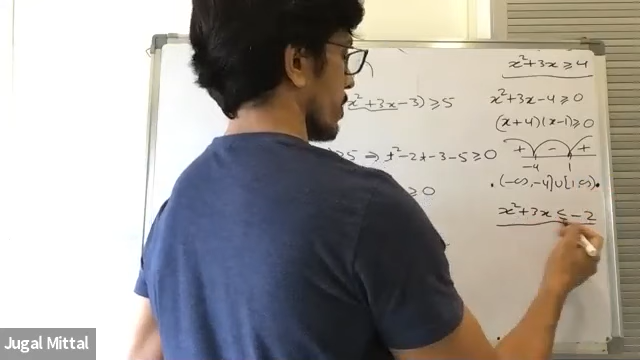 x²+3x-3) ≥ 5
≥5 ⇒ t²-2t-3-5≥0
≥ 0
x²+3x ≥ 4
x²+3x-4 ≥ 0
(x+4)(x-1) ≥ 0
+ - +
-4 1
(-∞,-4]∪[1,∞)
x²+3x ≤ -2
Jugal Mittal